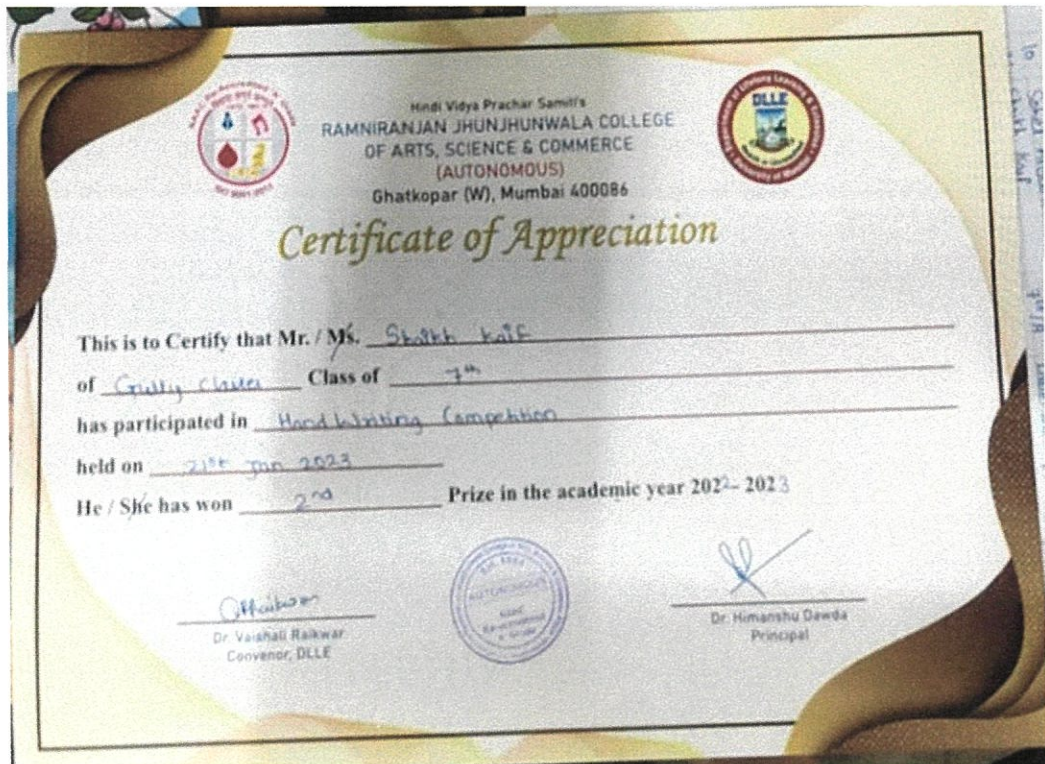 Hindi Vidya Prachar Samiti's
RAMNIRANJAN JHUNJHUNWALA COLLEGE
OF ARTS, SCIENCE & COMMERCE
(AUTONOMOUS)
Ghatkopar (W), Mumbai 400086
DLLE
Certificate of Appreciation
This is to Certify that Mr. / Ms. Shaikh Kaif
of Gully Class of 7th
has participated in Hand Writing Competition
held on 21st Jan 2023
He / She has won 2nd Prize in the academic year 2022-2023
AUTONOMOUS
Dr. Vaishali Raikwar
Convenor, DLLE
Dr. Himanshu Dawda
Principal